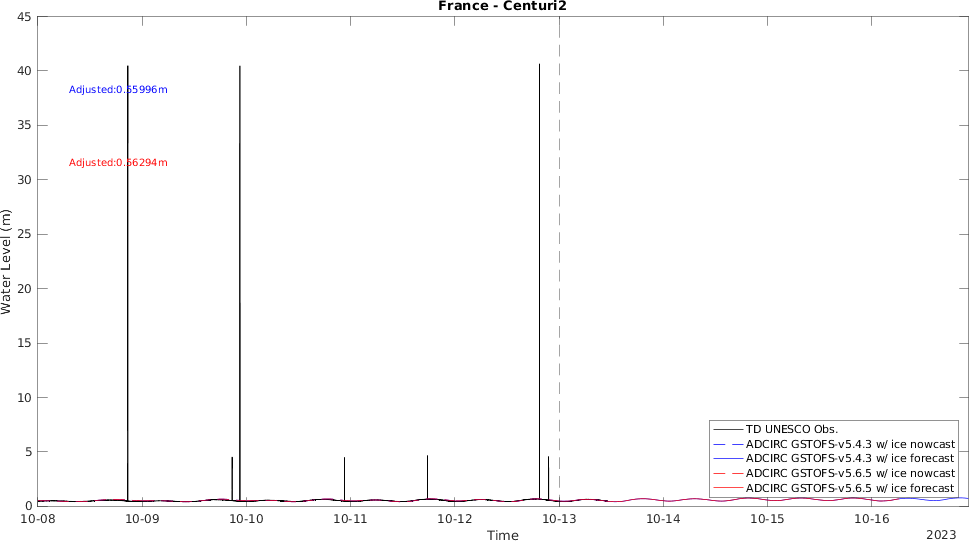 France - Centuri2
45
40
35
30
25
20
15
10
5
0
Water Level (m)
Adjusted:0.65996m
Adjusted:0.66294m
TD UNESCO Obs.
ADCIRC GSTOFS-v5.4.3 w/ ice nowcast
ADCIRC GSTOFS-v5.4.3 w/ ice forecast
ADCIRC GSTOFS-v5.6.5 w/ ice nowcast
ADCIRC GSTOFS-v5.6.5 w/ ice forecast
10-08 10-09 10-10 10-11 10-12 10-13 10-14 10-15 10-16
Time
2023